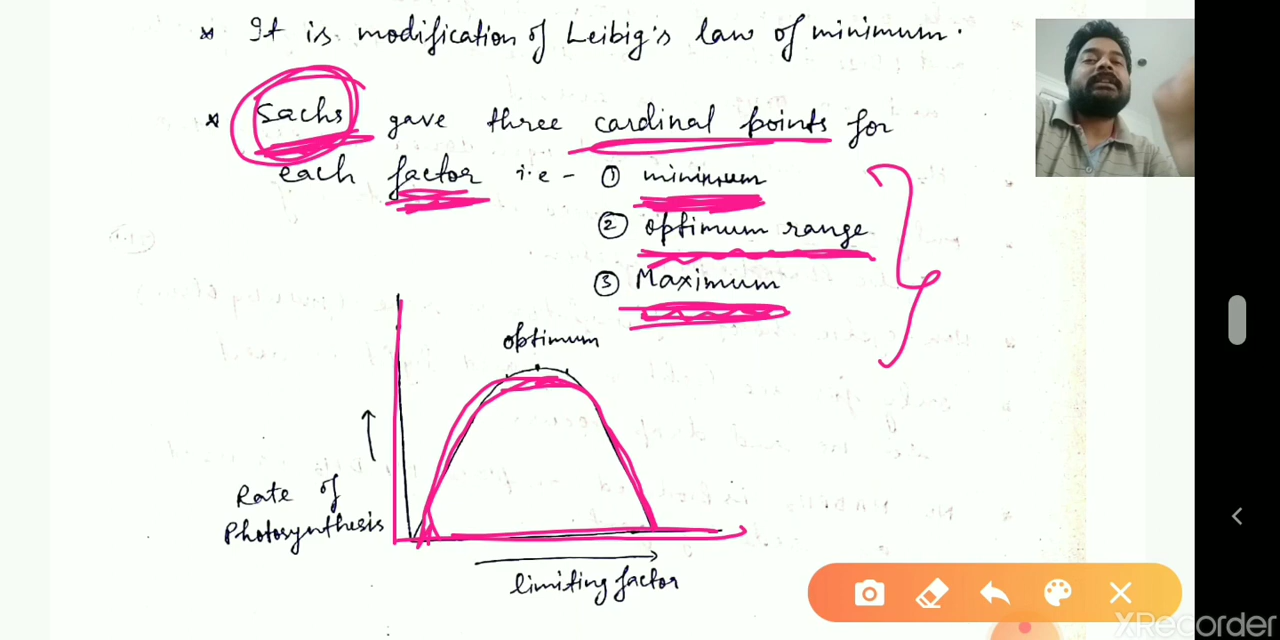 * It is modification of Leibig's law of minimum.
* Sachs gave three cardinal points for
each factor i.e - ① minimum
② optimum range
③ Maximum
optimum
Rate of
Photosynthesis
limiting factor
XRecorder